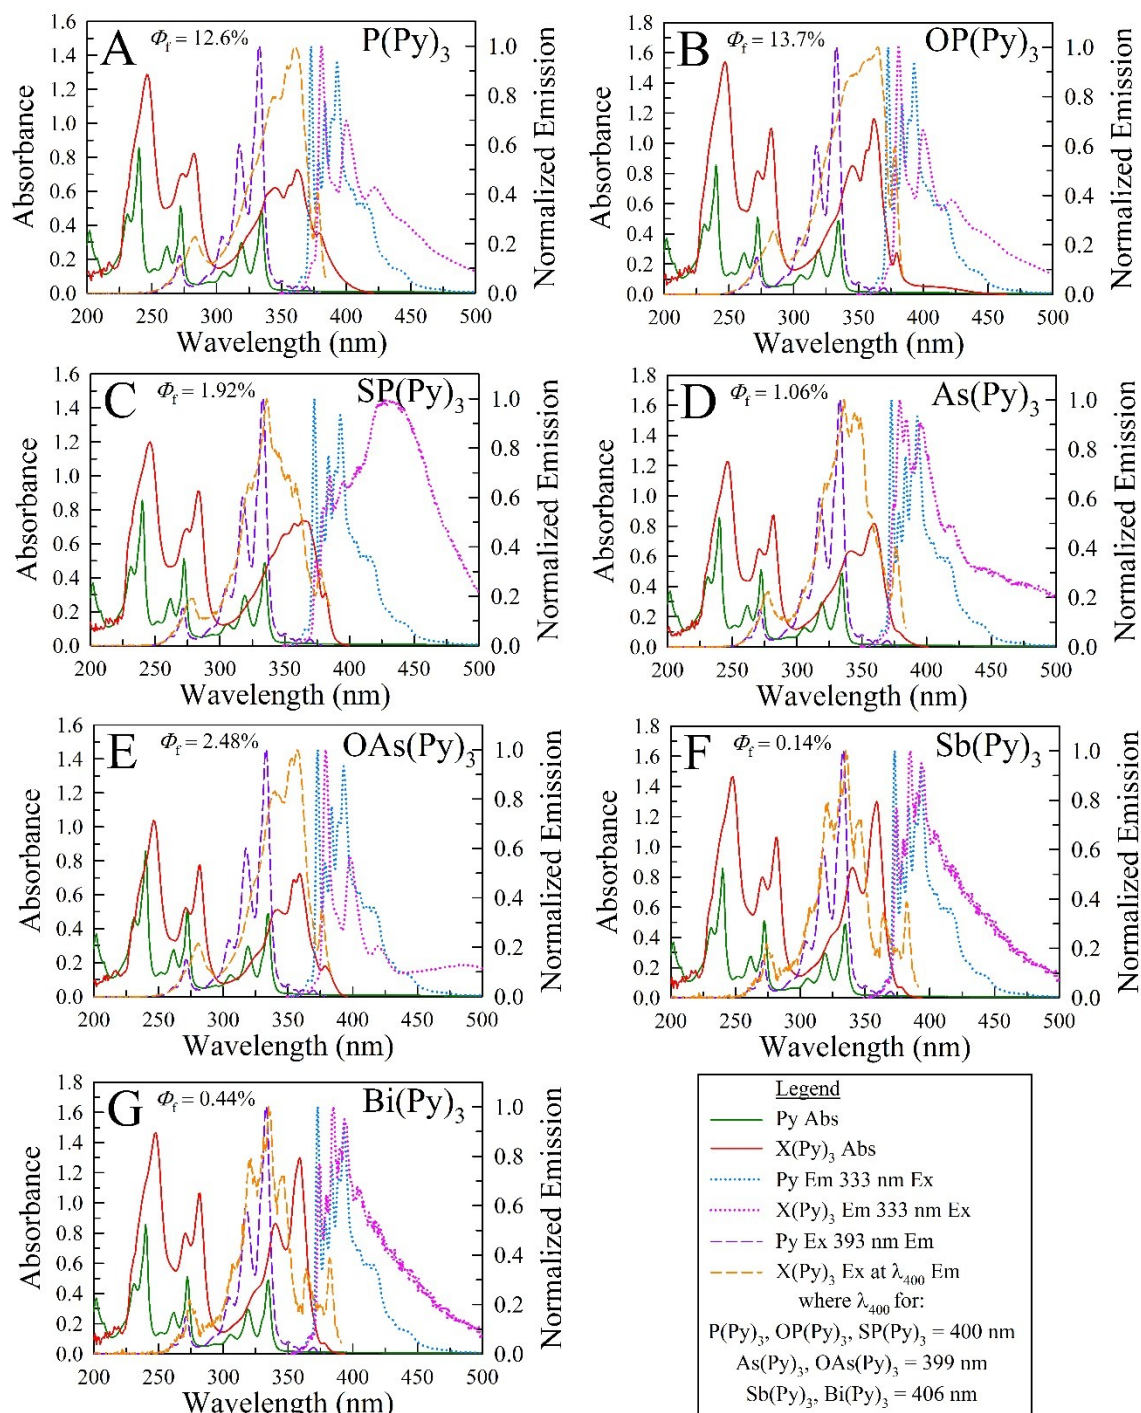 A
Φf = 12.6%
P(Py)3
1.6
1.4
1.2
1.0
0.8
0.6
0.4
0.2
0.0
Absorbance
1.0
0.8
0.6
0.4
0.2
0.0
Normalized Emission
200 250 300 350 400 450 500
Wavelength (nm)
B
Φf = 13.7%
OP(Py)3
1.8
1.6
1.4
1.2
1.0
0.8
0.6
0.4
0.2
0.0
Absorbance
1.0
0.8
0.6
0.4
0.2
0.0
Normalized Emission
200 250 300 350 400 450 500
Wavelength (nm)
C
Φf = 1.92%
SP(Py)3
1.6
1.4
1.2
1.0
0.8
0.6
0.4
0.2
0.0
Absorbance
1.0
0.8
0.6
0.4
0.2
0.0
Normalized Emission
200 250 300 350 400 450 500
Wavelength (nm)
D
Φf = 1.06%
As(Py)3
1.8
1.6
1.4
1.2
1.0
0.8
0.6
0.4
0.2
0.0
Absorbance
1.0
0.8
0.6
0.4
0.2
0.0
Normalized Emission
200 250 300 350 400 450 500
Wavelength (nm)
E
Φf = 2.48%
OAs(Py)3
1.6
1.4
1.2
1.0
0.8
0.6
0.4
0.2
0.0
Absorbance
1.0
0.8
0.6
0.4
0.2
0.0
Normalized Emission
200 250 300 350 400 450 500
Wavelength (nm)
F
Φf = 0.14%
Sb(Py)3
1.8
1.6
1.4
1.2
1.0
0.8
0.6
0.4
0.2
0.0
Absorbance
1.0
0.8
0.6
0.4
0.2
0.0
Normalized Emission
200 250 300 350 400 450 500
Wavelength (nm)
G
Φf = 0.44%
Bi(Py)3
1.8
1.6
1.4
1.2
1.0
0.8
0.6
0.4
0.2
0.0
Absorbance
1.0
0.8
0.6
0.4
0.2
0.0
Normalized Emission
200 250 300 350 400 450 500
Wavelength (nm)
Legend
Py Abs
X(Py)3 Abs
Py Em 333 nm Ex
X(Py)3 Em 333 nm Ex
Py Ex 393 nm Em
X(Py)3 Ex at λ400 Em
where λ400 for:
P(Py)3, OP(Py)3, SP(Py)3 = 400 nm
As(Py)3, OAs(Py)3 = 399 nm
Sb(Py)3, Bi(Py)3 = 406 nm